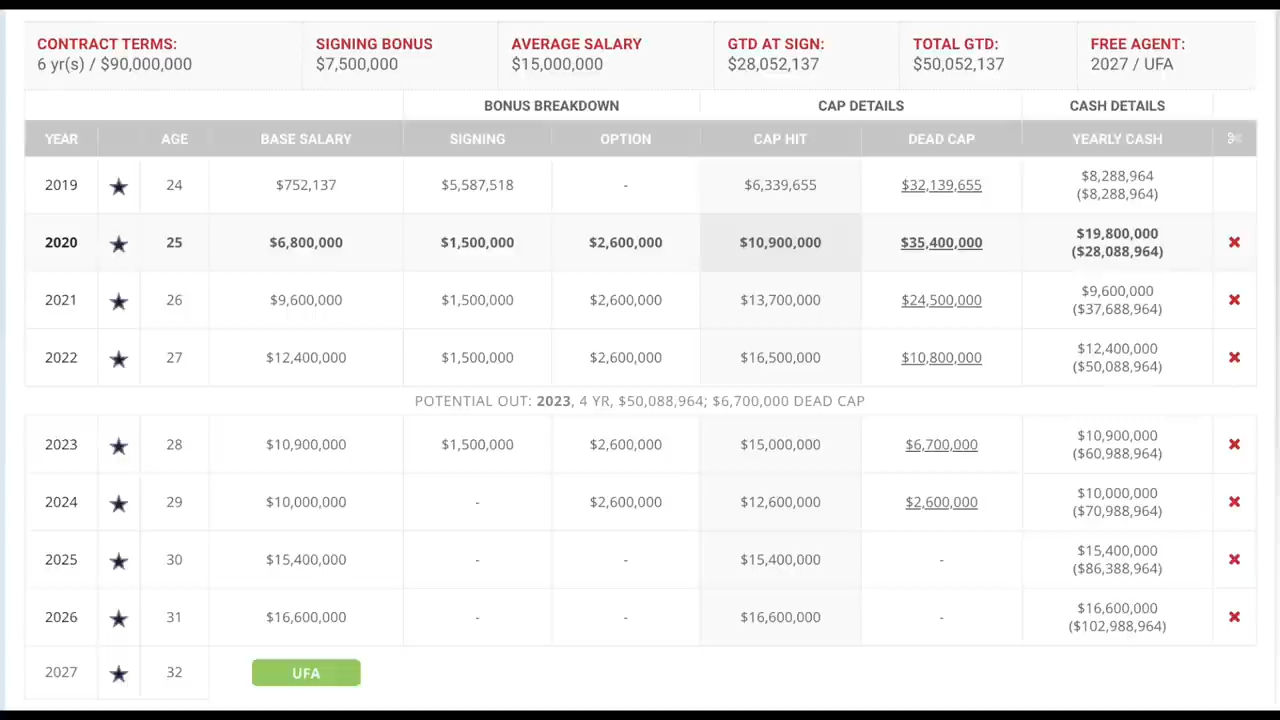 CONTRACT TERMS: SIGNING BONUS AVERAGE SALARY GTD AT SIGN: TOTAL GTD: FREE AGENT:
6 yr(s) / $90,000,000 $7,500,000 $15,000,000 $28,052,137 $50,052,137 2027 / UFA
BONUS BREAKDOWN CAP DETAILS CASH DETAILS
YEAR AGE BASE SALARY SIGNING OPTION CAP HIT DEAD CAP YEARLY CASH
2019 24 $752,137 $5,587,518 - $6,339,655 $32,139,655 $8,288,964
($8,288,964)
2020 25 $6,800,000 $1,500,000 $2,600,000 $10,900,000 $35,400,000 $19,800,000
($28,088,964)
2021 26 $9,600,000 $1,500,000 $2,600,000 $13,700,000 $24,500,000 $9,600,000
($37,688,964)
2022 27 $12,400,000 $1,500,000 $2,600,000 $16,500,000 $10,800,000 $12,400,000
($50,088,964)
POTENTIAL OUT: 2023, 4 YR, $50,088,964; $6,700,000 DEAD CAP
2023 28 $10,900,000 $1,500,000 $2,600,000 $15,000,000 $6,700,000 $10,900,000
($60,988,964)
2024 29 $10,000,000 - $2,600,000 $12,600,000 $2,600,000 $10,000,000
($70,988,964)
2025 30 $15,400,000 - - $15,400,000 - $15,400,000
($86,388,964)
2026 31 $16,600,000 - - $16,600,000 - $16,600,000
($102,988,964)
2027 32 UFA